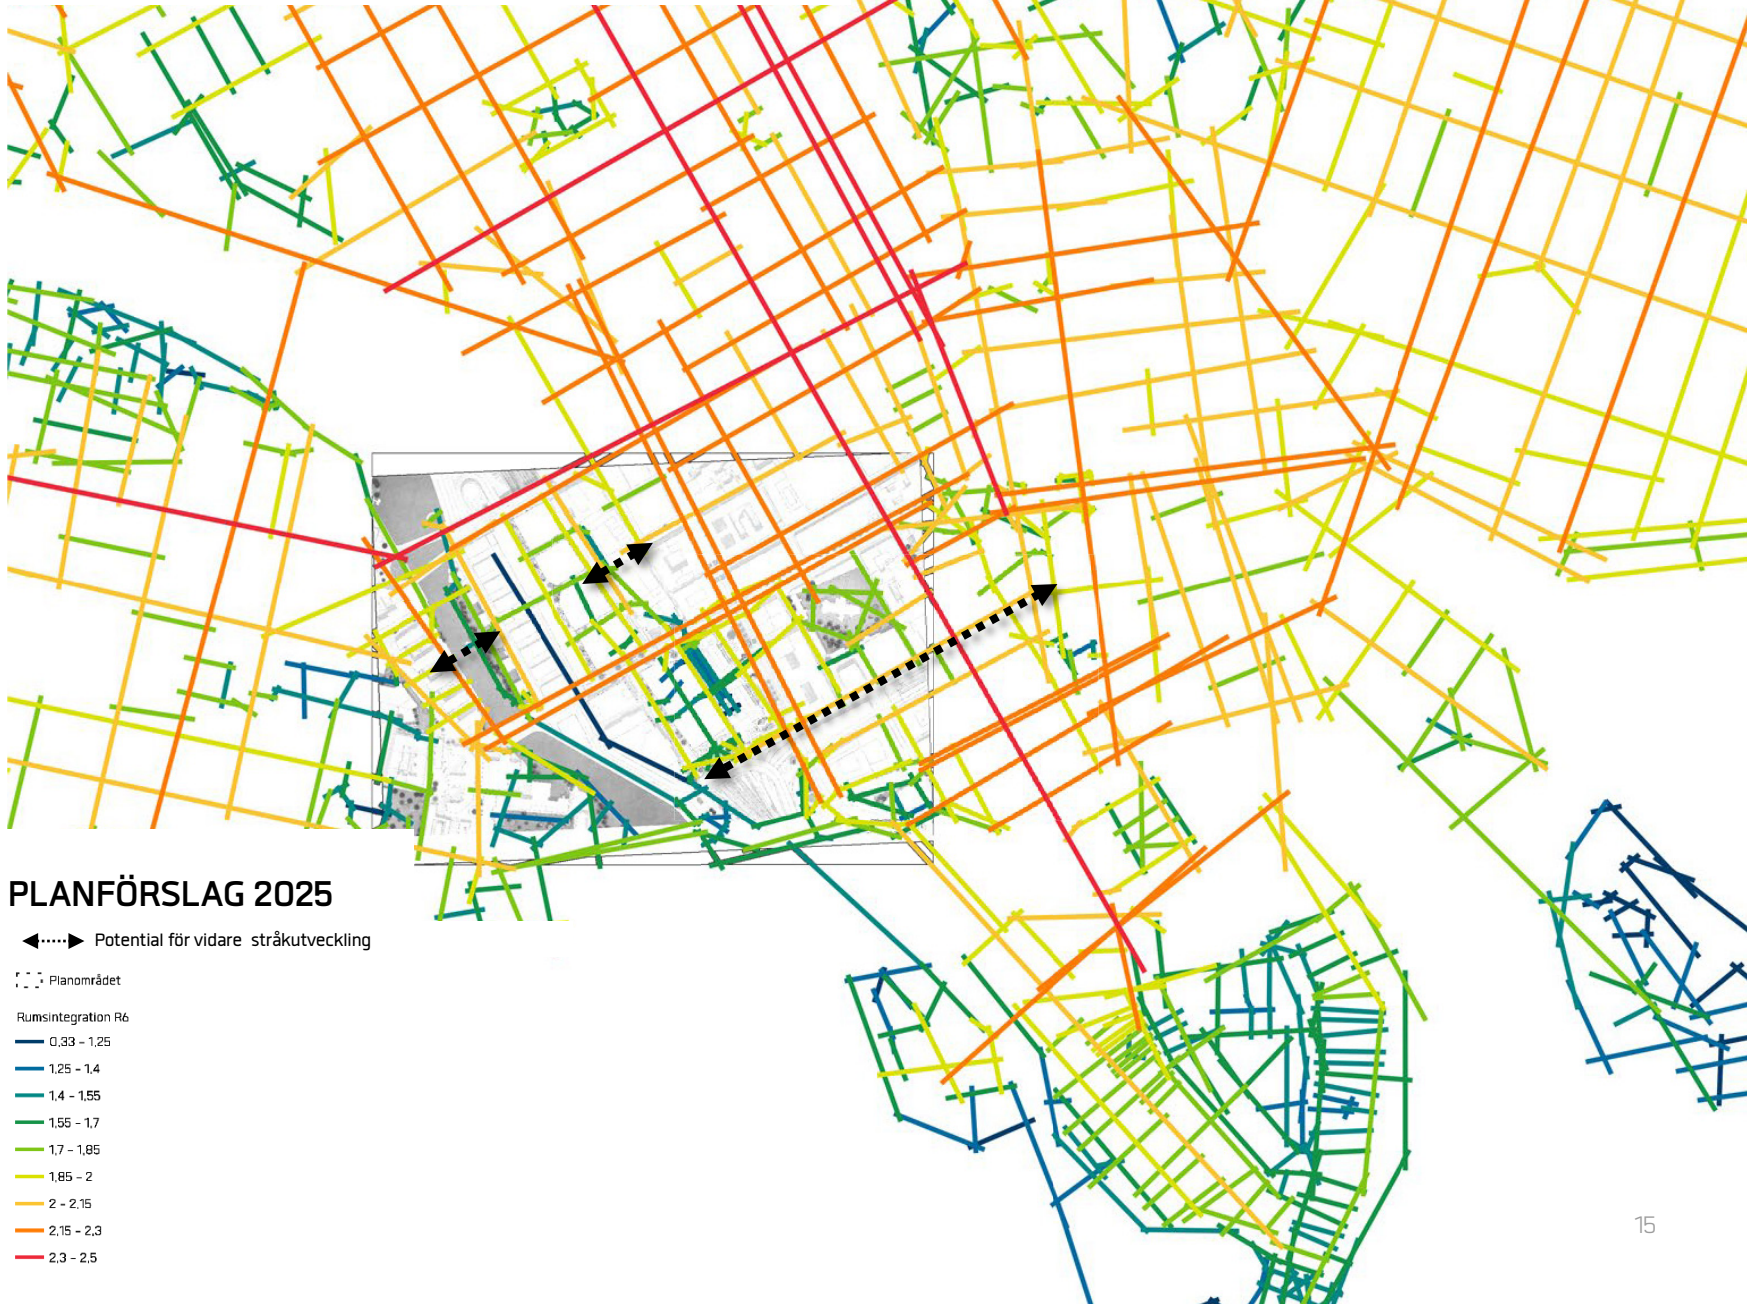 PLANFÖRSLAG 2025
Potential för vidare stråkutveckling
Planområdet
Rumsintegration R6
0,33 - 1,25
1,25 - 1,4
1,4 - 1,55
1,55 - 1,7
1,7 - 1,85
1,85 - 2
2 - 2,15
2,15 - 2,3
2,3 - 2,5
15